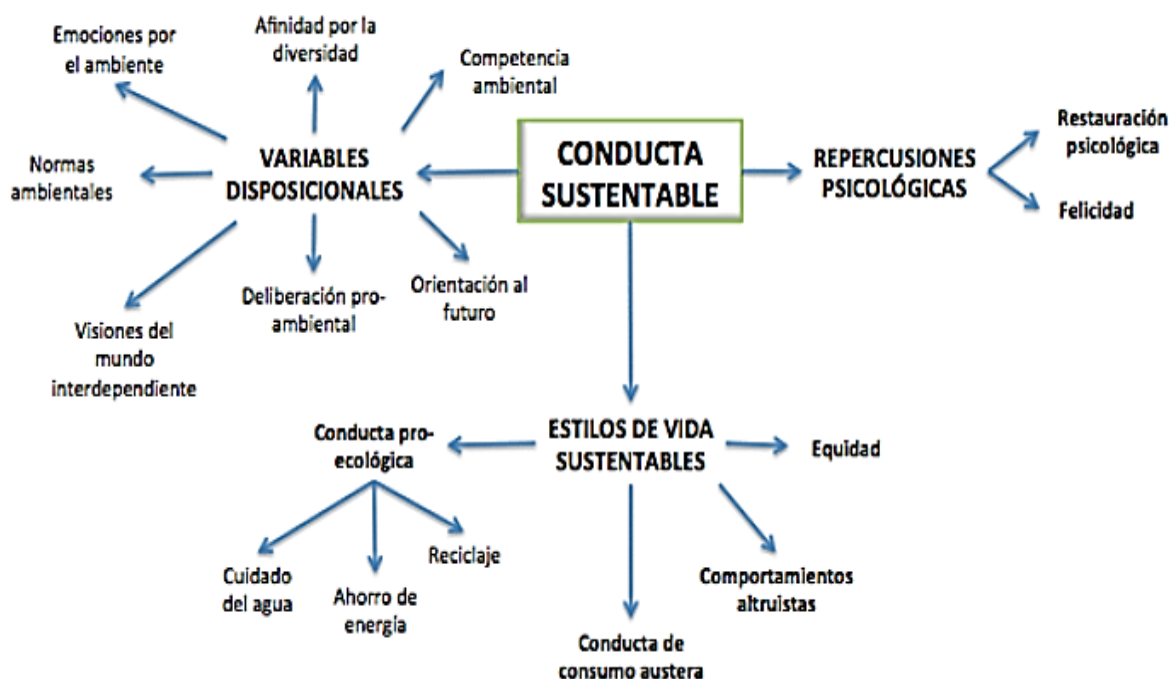 Emociones por
el ambiente
Afinidad por la
diversidad
Competencia
ambiental
Normas
ambientales
VARIABLES
DISPOSICIONALES
CONDUCTA
SUSTENTABLE
REPERCUSIONES
PSICOLÓGICAS
Restauración
psicológica
Felicidad
Visiones del
mundo
interdependiente
Deliberación pro-
ambiental
Orientación al
futuro
Conducta pro-
ecológica
ESTILOS DE VIDA
SUSTENTABLES
Equidad
Cuidado
del agua
Ahorro de
energía
Reciclaje
Comportamientos
altruistas
Conducta de
consumo austera